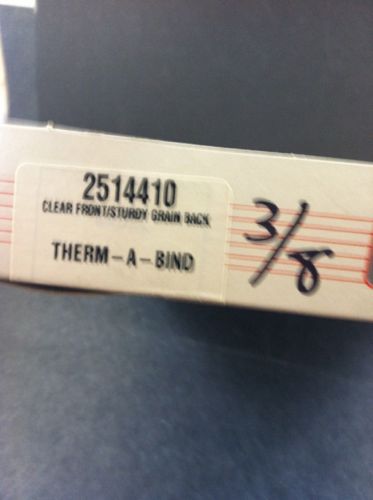 2514410
CLEAR FRONT/STURDY GRAIN BACK
THERM-A-BIND
3/8